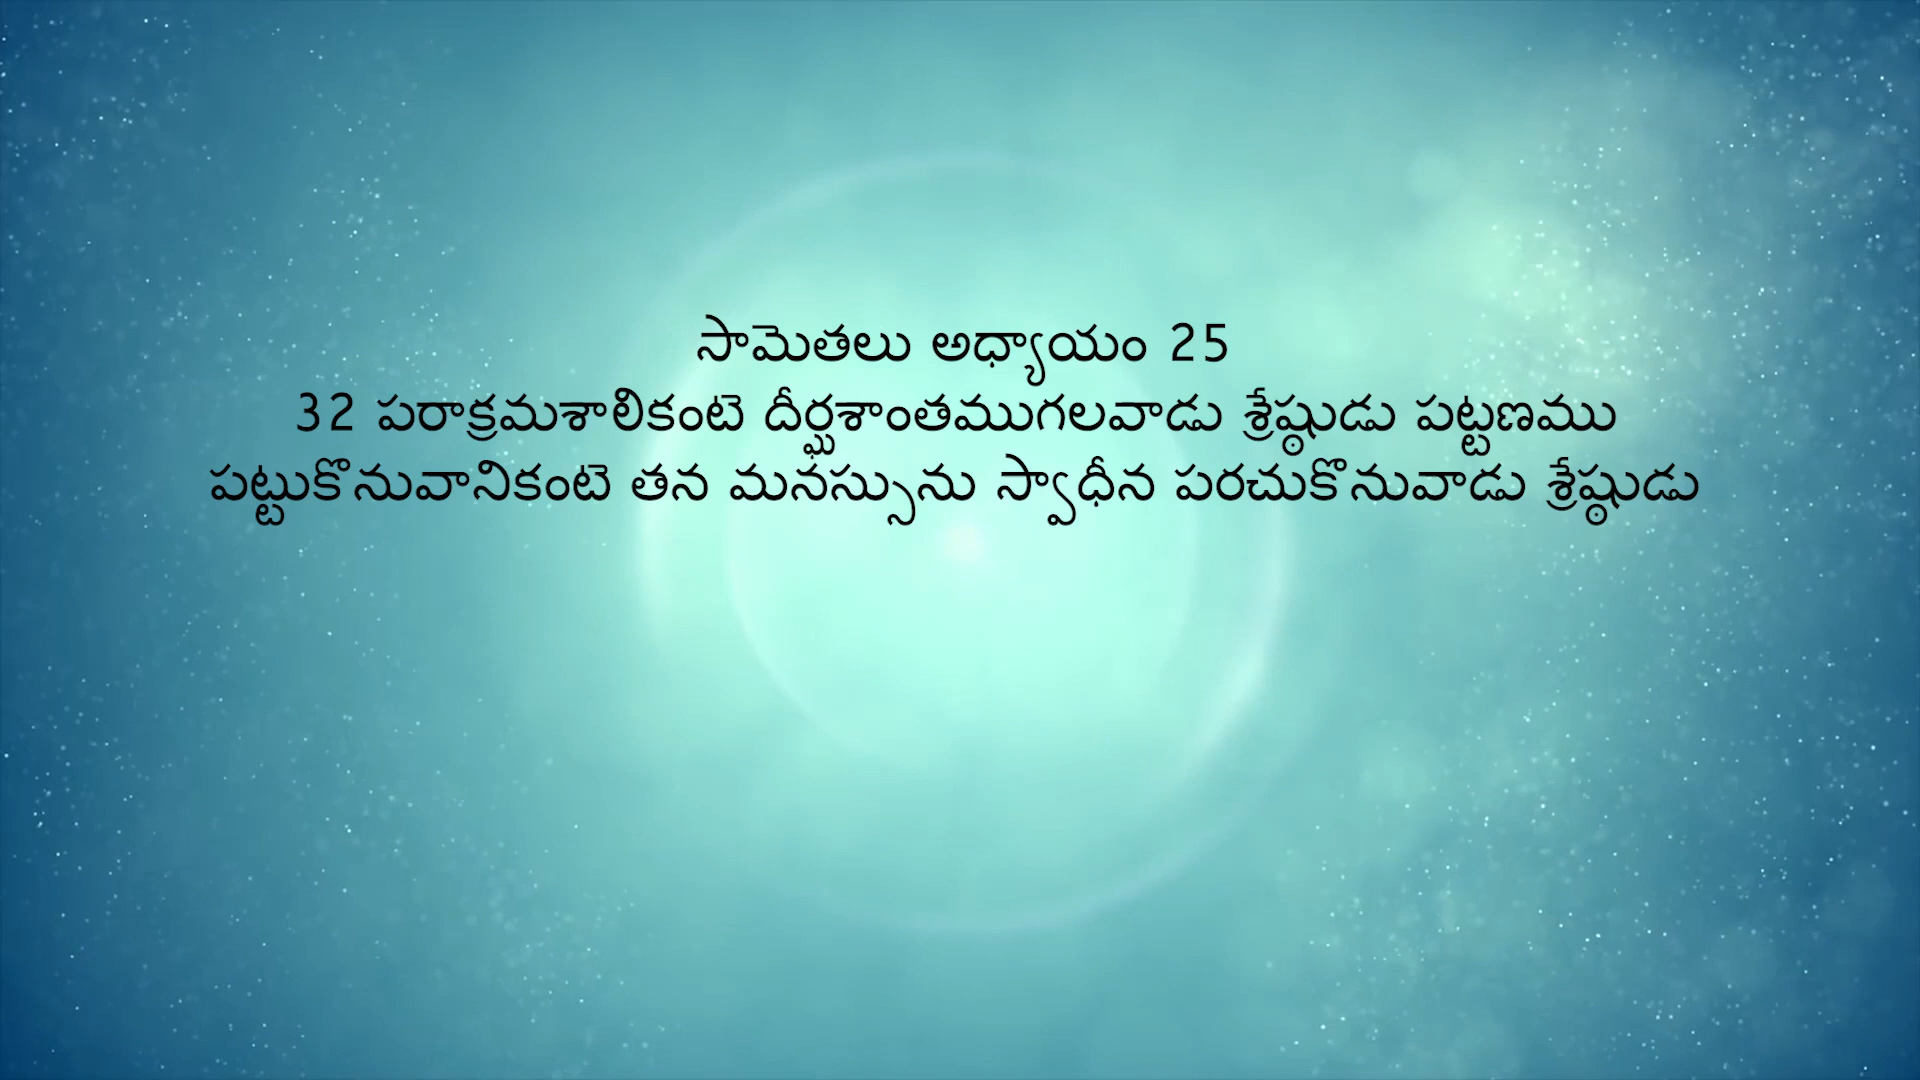 సామెతలు అధ్యాయం 25
32 పరాక్రమశాలికంటె దీర్ఘశాంతముగలవాడు శ్రేష్ఠుడు పట్టణము
పట్టుకొనువానికంటె తన మనస్సును స్వాధీన పరచుకొనువాడు శ్రేష్ఠుడు